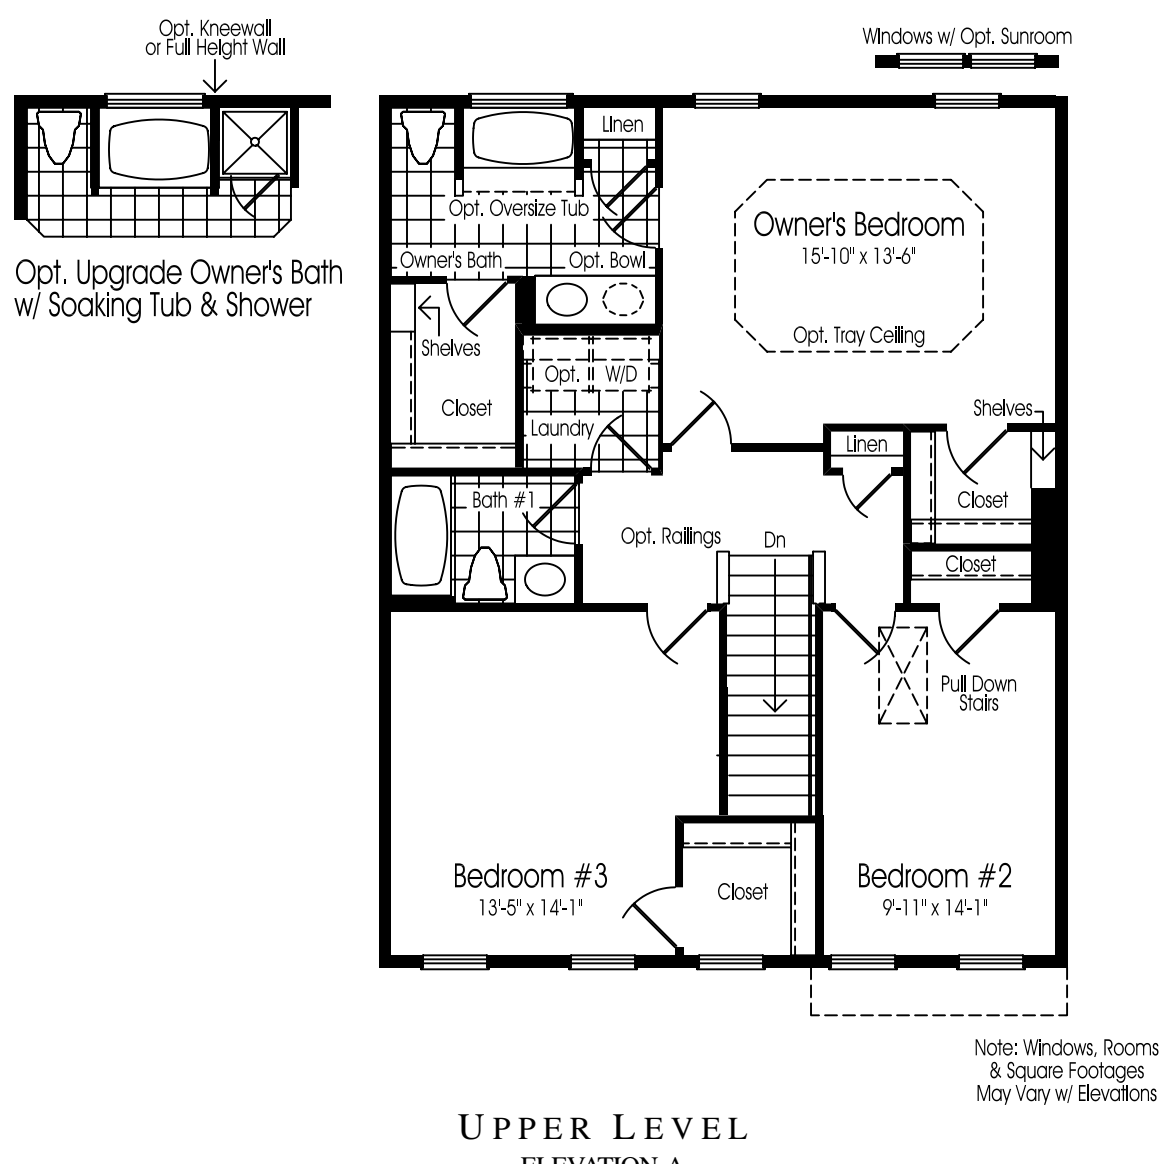 Opt. Kneewall
or Full Height Wall
Windows w/ Opt. Sunroom
Linen
Opt. Oversize Tub
Owner's Bedroom
15'-10" x 13'-6"
Owner's Bath
Opt. Bowl
Opt. Upgrade Owner's Bath
w/ Soaking Tub & Shower
Opt. Tray Ceiling
Shelves
Opt.
W/D
Closet
Shelves
Laundry
Linen
Bath #1
Closet
Opt. Railings
Dn
Closet
Pull Down
Stairs
Bedroom #3
13'-5" x 14'-1"
Closet
Bedroom #2
9'-11" x 14'-1"
Note: Windows, Rooms
& Square Footages
May Vary w/ Elevations
UPPER LEVEL
ELEVATION A